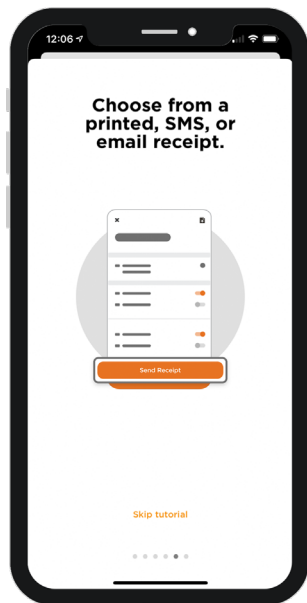 12:06
Choose from a
printed, SMS, or
email receipt.
Send Receipt
Skip tutorial